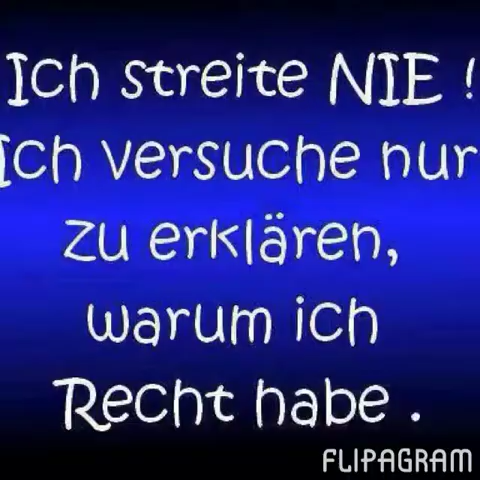 Ich streite NIE !
Ich versuche nur
zu erklären,
warum ich
Recht habe .
FLIPAGRAM